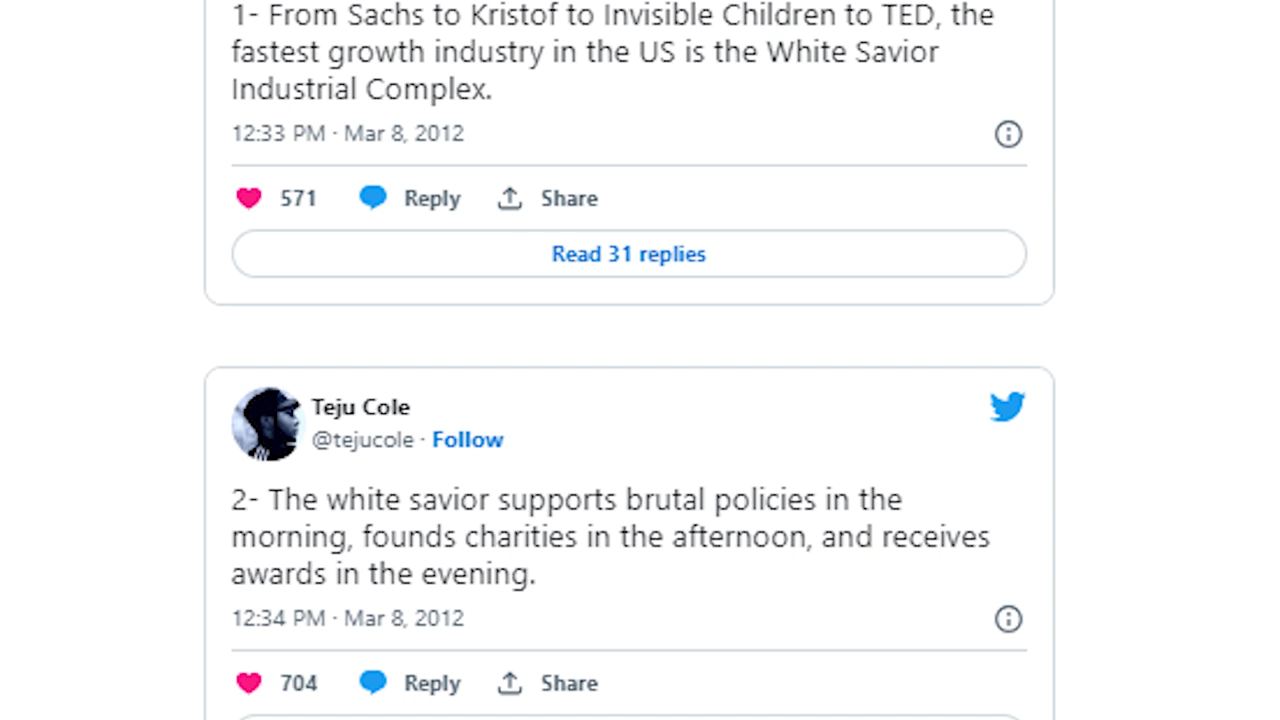 1- From Sachs to Kristof to Invisible Children to TED, the
fastest growth industry in the US is the White Savior
Industrial Complex.
12:33 PM · Mar 8, 2012
571 Reply Share
Read 31 replies
Teju Cole
@tejucole · Follow
2- The white savior supports brutal policies in the
morning, founds charities in the afternoon, and receives
awards in the evening.
12:34 PM · Mar 8, 2012
704 Reply Share